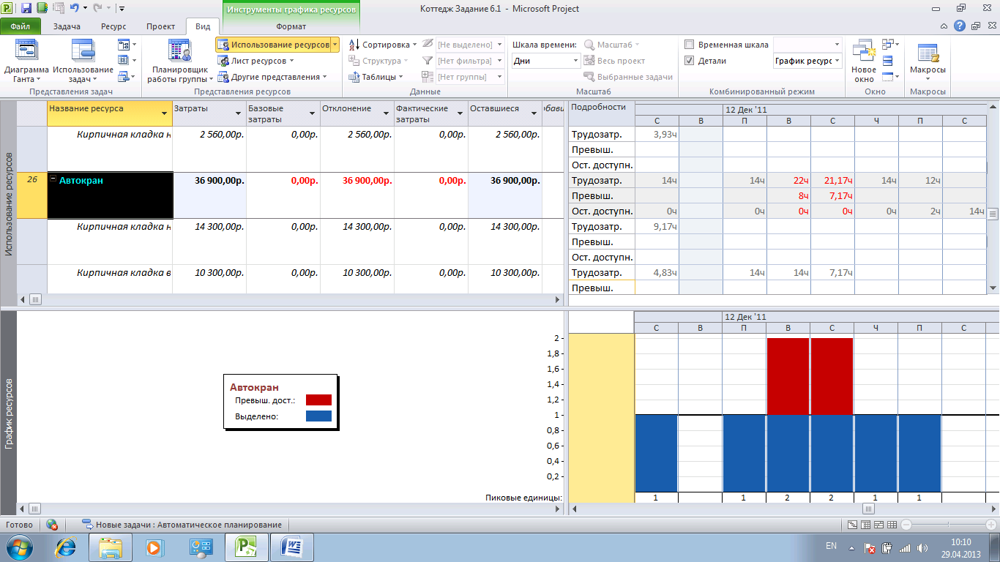 Инструменты графика ресурсов
Коттедж Задание 6.1 - Microsoft Project
Файл Задача Ресурс Проект Вид Формат
Диаграмма Ганта
Использование задач
Представления задач
Планировщик работы группы
Использование ресурсов
Лист ресурсов
Другие представления
Представления ресурсов
Сортировка
Структура
Таблицы
[Не выделено]
[Нет фильтра]
[Нет группы]
Данные
Шкала времени:
Дни
Масштаб
Весь проект
Выбранные задачи
Масштаб
Временная шкала
Детали
График ресурс
Комбинированный режим
Новое окно
Окно
Макросы
Макросы
Использование ресурсов
Название ресурса Затраты Базовые затраты Отклонение Фактические затраты Оставшиеся
Кирпичная кладка н 2 560,00р. 0,00р. 2 560,00р. 0,00р. 2 560,00р.
26 Автокран 36 900,00р. 0,00р. 36 900,00р. 0,00р. 36 900,00р.
Кирпичная кладка н 14 300,00р. 0,00р. 14 300,00р. 0,00р. 14 300,00р.
Кирпичная кладка в 10 300,00р. 0,00р. 10 300,00р. 0,00р. 10 300,00р.
Подробности 12 Дек '11
С В П В С Ч П С
Трудозатр. 3,93ч
Превыш.
Ост. доступн.
Трудозатр. 14ч 14ч 22ч 21,17ч 14ч 12ч
Превыш. 8ч 7,17ч
Ост. доступн. 0ч 0ч 0ч 0ч 0ч 2ч 14ч
Трудозатр. 9,17ч
Превыш.
Ост. доступн.
Трудозатр. 4,83ч 14ч 14ч 7,17ч
Превыш.
График ресурсов
Автокран
Превыш. дост.:
Выделено:
12 Дек '11
С В П В С Ч П С
2
1,8
1,6
1,4
1,2
1
0,8
0,6
0,4
0,2
Пиковые единицы: 1 1 2 2 1 1
Готово
Новые задачи : Автоматическое планирование
EN
10:10
29.04.2013